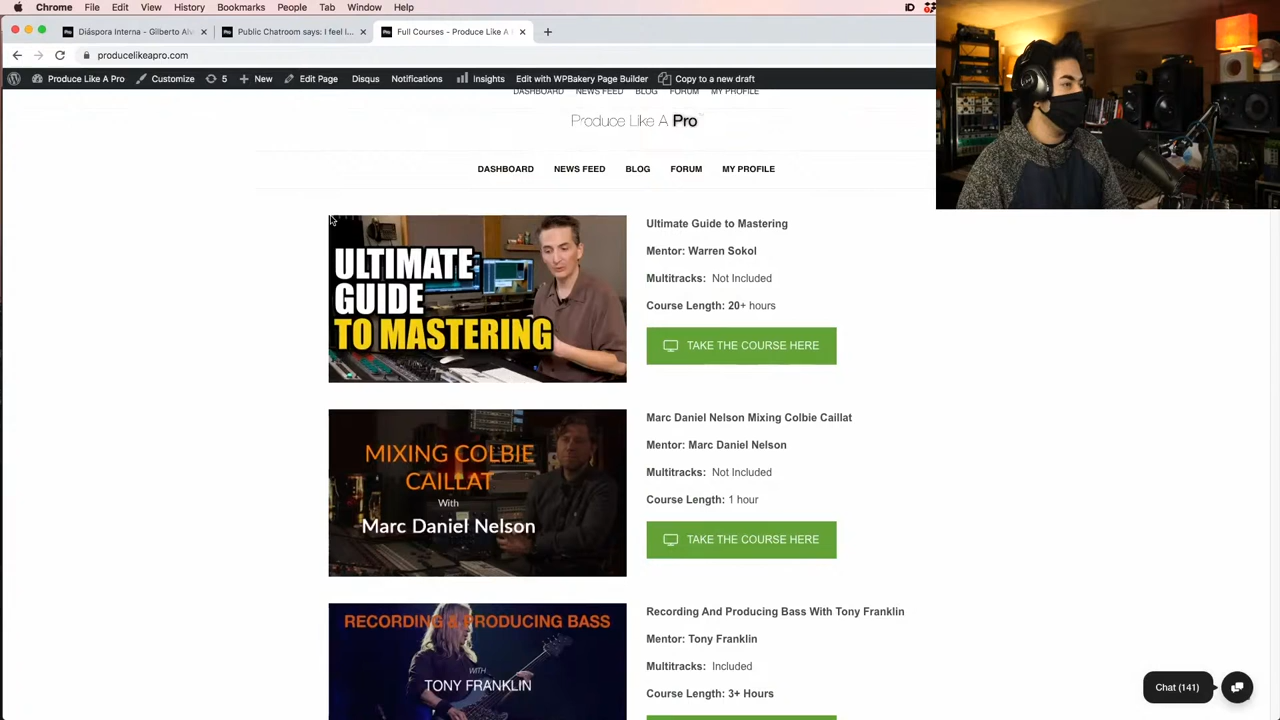 Chrome File Edit View History Bookmarks People Tab Window Help
Diáspora Interna - Gilberto Alv
Public Chatroom says: I feel i...
Full Courses - Produce Like A
producelikeapro.com
Produce Like A Pro Customize 5 New Edit Page Disqus Notifications Insights Edit with WPBakery Page Builder Copy to a new draft
DASHBOARD NEWS FEED BLOG FORUM MY PROFILE
Produce Like A Pro
DASHBOARD NEWS FEED BLOG FORUM MY PROFILE
ULTIMATE
GUIDE
TO MASTERING
Ultimate Guide to Mastering
Mentor: Warren Sokol
Multitracks: Not Included
Course Length: 20+ hours
TAKE THE COURSE HERE
MIXING COLBIE
CAILLAT
With
Marc Daniel Nelson
Marc Daniel Nelson Mixing Colbie Caillat
Mentor: Marc Daniel Nelson
Multitracks: Not Included
Course Length: 1 hour
TAKE THE COURSE HERE
RECORDING & PRODUCING BASS
WITH
TONY FRANKLIN
Recording And Producing Bass With Tony Franklin
Mentor: Tony Franklin
Multitracks: Included
Course Length: 3+ Hours
Chat (141)